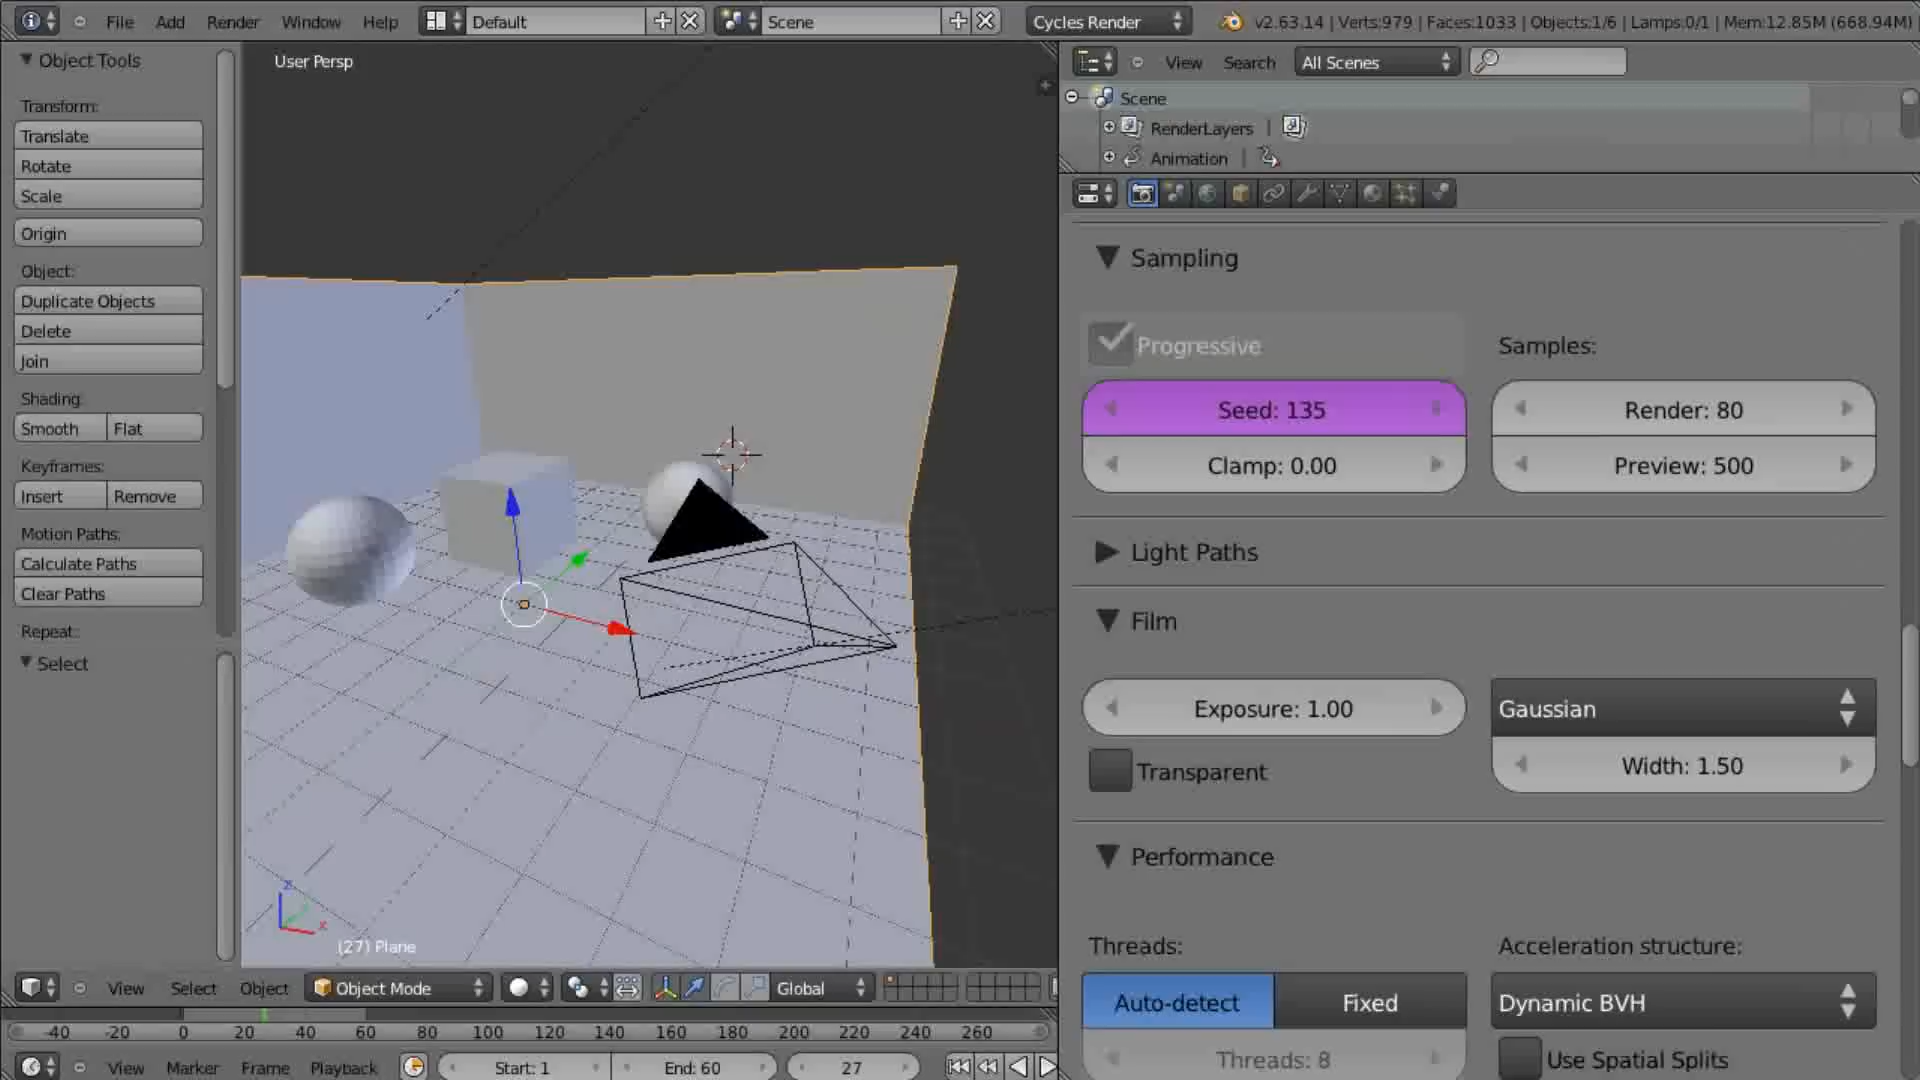 File Add Render Window Help Default Scene Cycles Render v2.63.14 | Verts:979 | Faces:1033 | Objects:1/6 | Lamps:0/1 | Mem:12.85M (668.94M)
Object Tools
Transform:
Translate
Rotate
Scale
Origin
Object:
Duplicate Objects
Delete
Join
Shading:
Smooth Flat
Keyframes:
Insert Remove
Motion Paths:
Calculate Paths
Clear Paths
Repeat:
Select
User Persp
z
x
(27) Plane
View Select Object Object Mode Global
-40 -20 0 20 40 60 80 100 120 140 160 180 200 220 240 260
View Marker Frame Playback Start: 1 End: 60 27
View Search All Scenes
Scene
RenderLayers |
Animation |
Sampling
Progressive Samples:
Seed: 135 Render: 80
Clamp: 0.00 Preview: 500
Light Paths
Film
Exposure: 1.00 Gaussian
Transparent Width: 1.50
Performance
Threads: Acceleration structure:
Auto-detect Fixed Dynamic BVH
Threads: 8 Use Spatial Splits